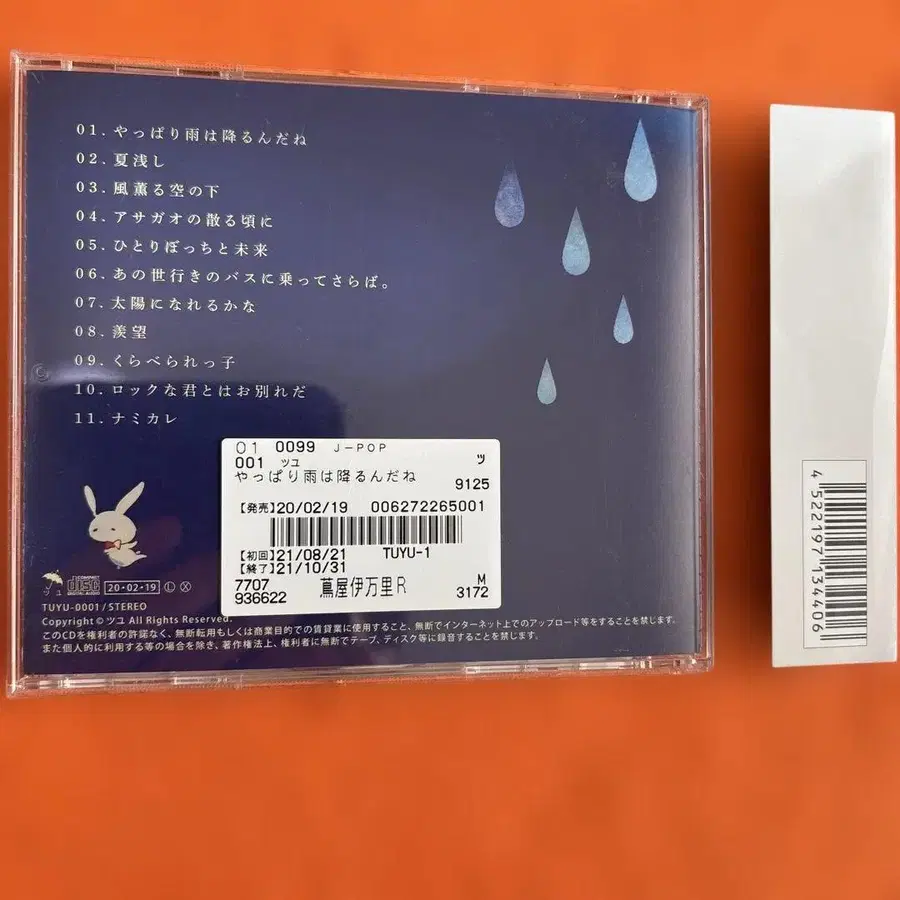 01.やっぱり雨は降るんだね
02.夏浅し
03.風薫る空の下
04.アサガオの散る頃に
05.ひとりぼっちと未来
06.あの世行きのバスに乗ってさらば。
07.太陽になれるかな
08.羨望
09.くらべられっ子
10.ロックな君とはお別れだ
11.ナミカレ
01 0099 J-POP
001 ツユ ツ
やっぱり雨は降るんだね
9125
【発売】20/02/19 006272265001
【初回】21/08/21 TUYU-1
【終了】21/10/31
7707 蔦屋伊万里R M
936622 3172
ツユ COMPACT DISC DIGITAL AUDIO 20・02・19 L X
TUYU-0001/STEREO
Copyright © ツユ All Rights Reserved.
このCDを権利者の許諾なく、無断転用もしくは商業目的での賃貸業に使用すること、無断でインターネット上でのアップロード等をすることを禁じます。
また個人的に利用する等の場合を除き、著作権法上、権利者に無断でテープ、ディスク等に録音することを禁じます。
4 522197 134406